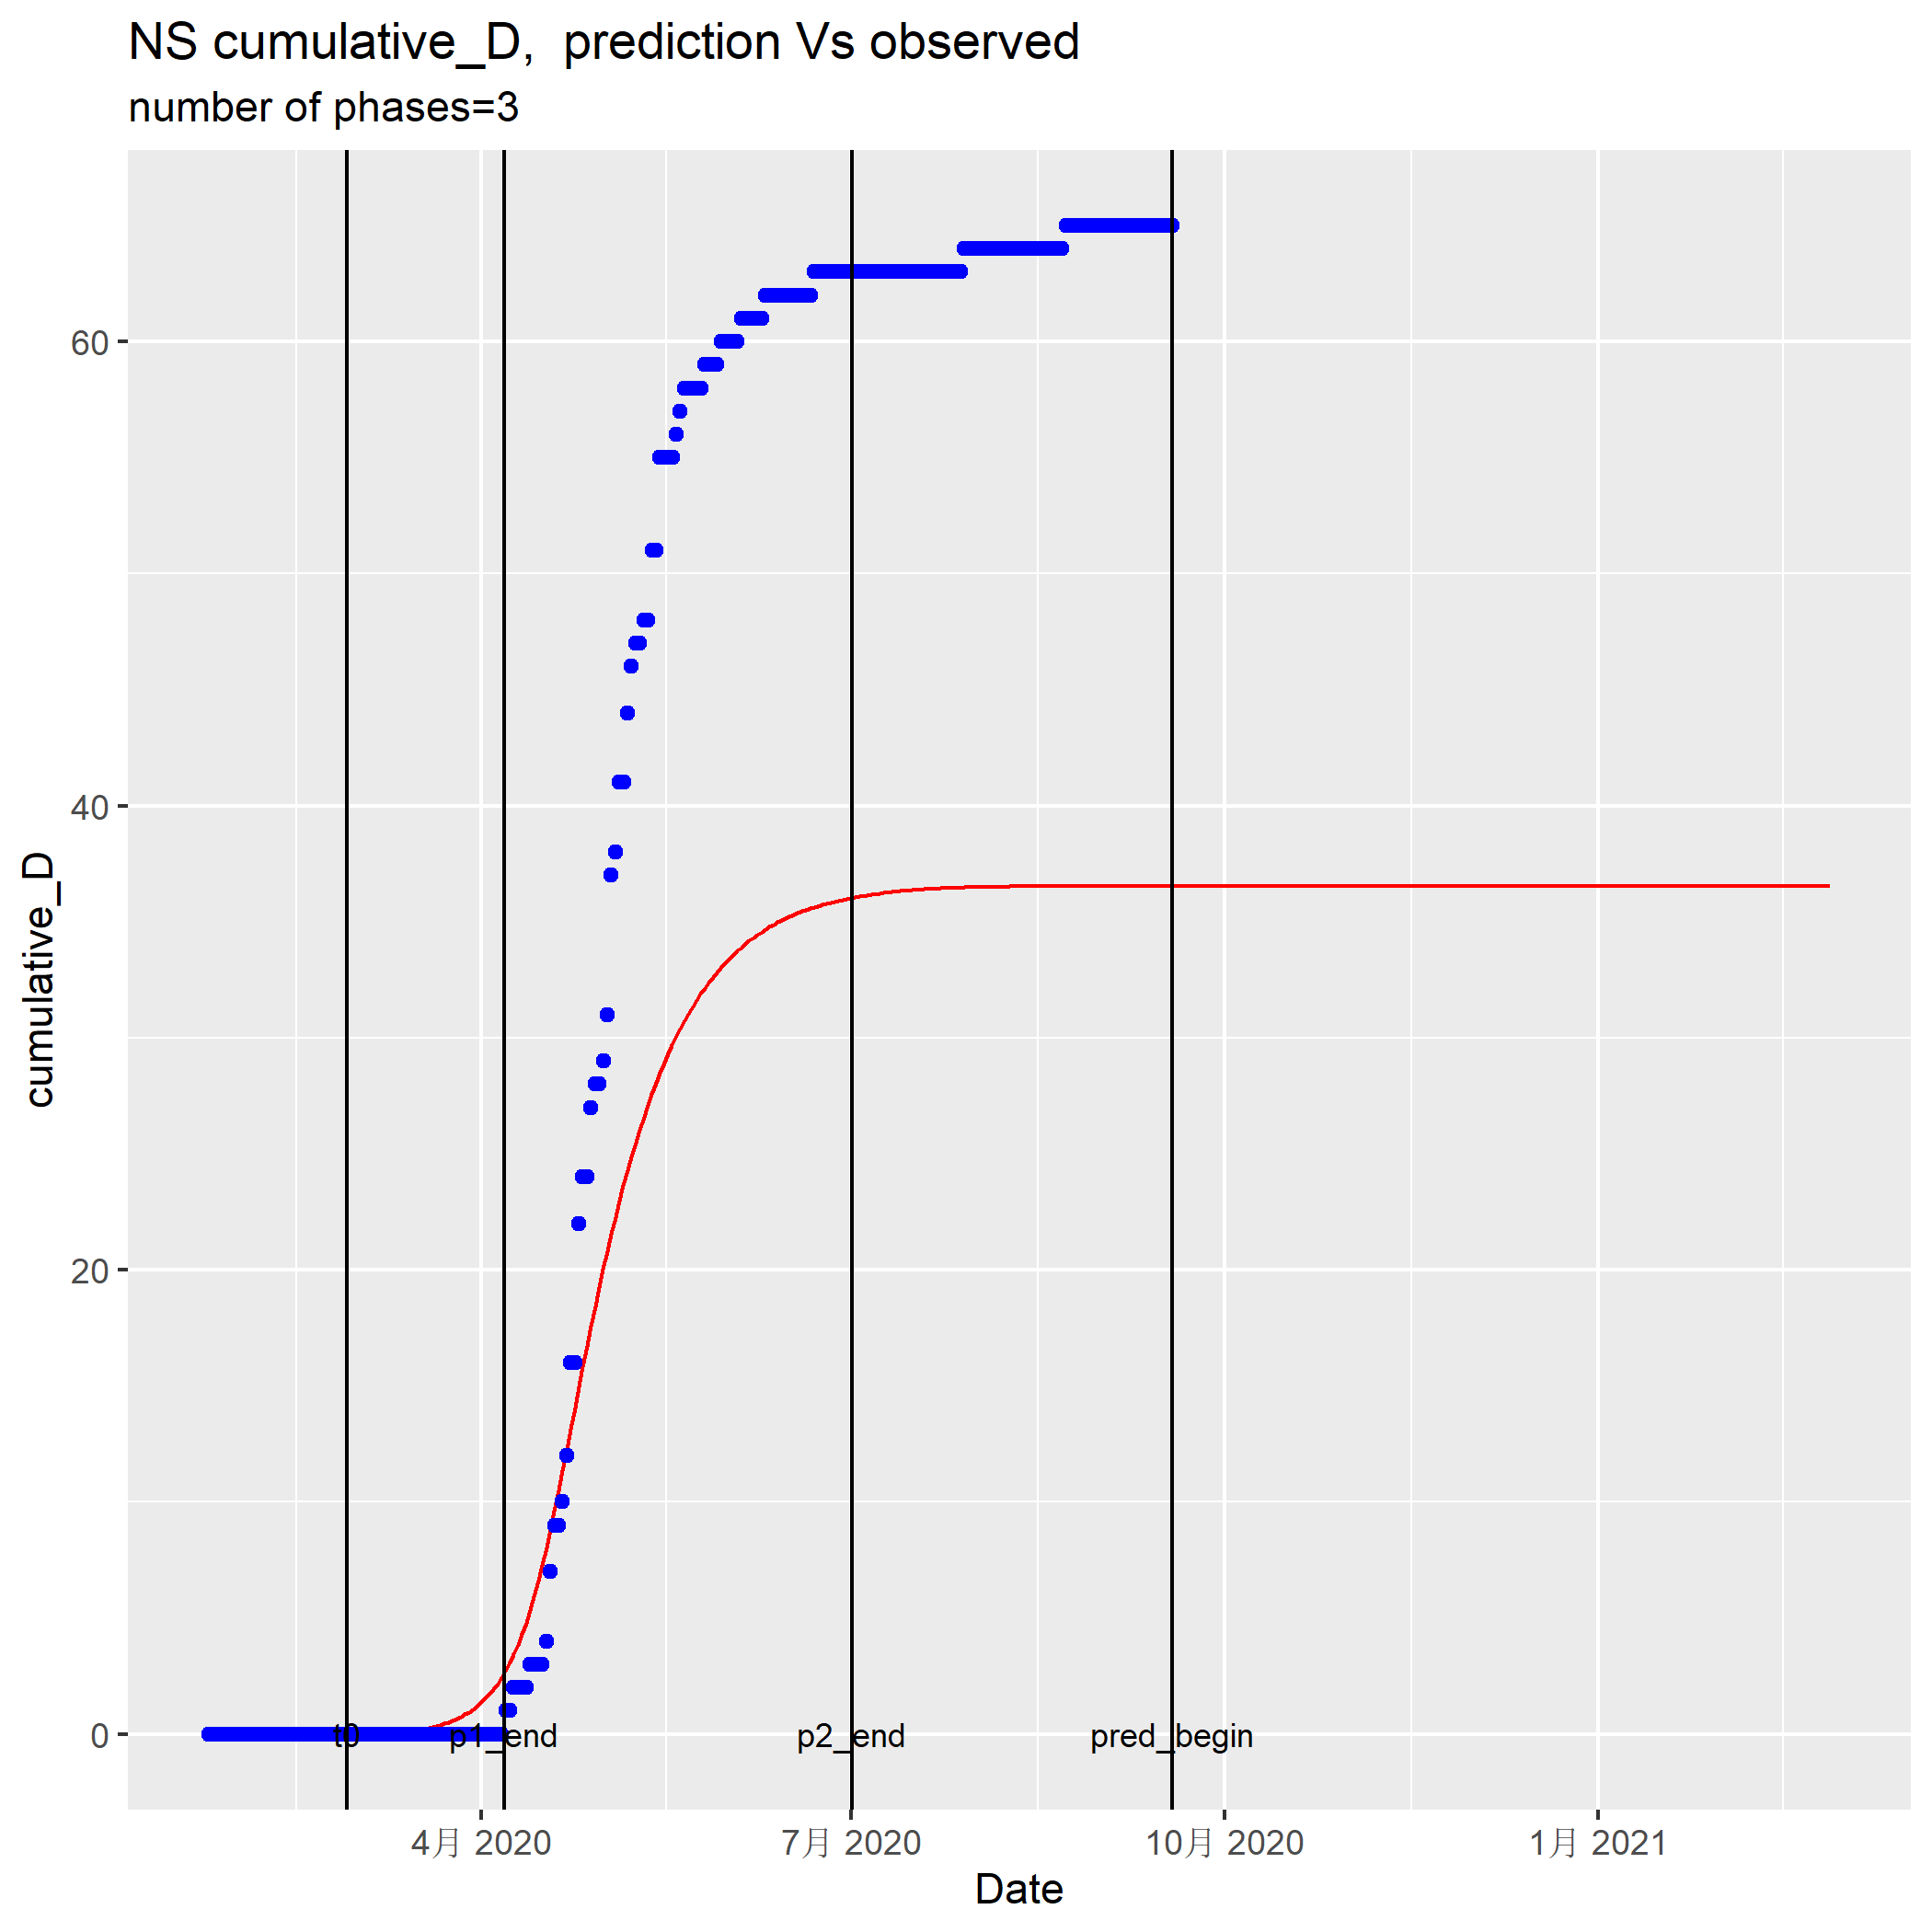 NS cumulative_D,  prediction Vs observed
number of phases=3
cumulative_D
60
40
20
0
t0
p1_end
p2_end
pred_begin
4月 2020
7月 2020
10月 2020
1月 2021
Date